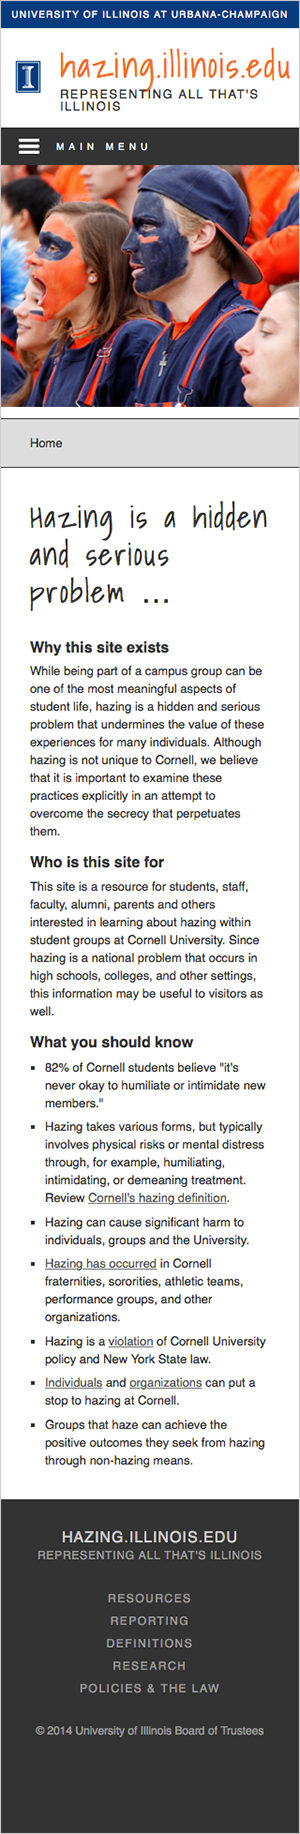 UNIVERSITY OF ILLINOIS AT URBANA-CHAMPAIGN
I
hazing.illinois.edu
REPRESENTING ALL THAT'S
ILLINOIS
MAIN MENU
Home
Hazing is a hidden
and serious
problem ...
Why this site exists
While being part of a campus group can be
one of the most meaningful aspects of
student life, hazing is a hidden and serious
problem that undermines the value of these
experiences for many individuals. Although
hazing is not unique to Cornell, we believe
that it is important to examine these
practices explicitly in an attempt to
overcome the secrecy that perpetuates
them.
Who is this site for
This site is a resource for students, staff,
faculty, alumni, parents and others
interested in learning about hazing within
student groups at Cornell University. Since
hazing is a national problem that occurs in
high schools, colleges, and other settings,
this information may be useful to visitors as
well.
What you should know
▪ 82% of Cornell students believe "it's
never okay to humiliate or intimidate new
members."
▪ Hazing takes various forms, but typically
involves physical risks or mental distress
through, for example, humiliating,
intimidating, or demeaning treatment.
Review Cornell's hazing definition.
▪ Hazing can cause significant harm to
individuals, groups and the University.
▪ Hazing has occurred in Cornell
fraternities, sororities, athletic teams,
performance groups, and other
organizations.
▪ Hazing is a violation of Cornell University
policy and New York State law.
▪ Individuals and organizations can put a
stop to hazing at Cornell.
▪ Groups that haze can achieve the
positive outcomes they seek from hazing
through non-hazing means.
HAZING.ILLINOIS.EDU
REPRESENTING ALL THAT'S ILLINOIS
RESOURCES
REPORTING
DEFINITIONS
RESEARCH
POLICIES & THE LAW
© 2014 University of Illinois Board of Trustees